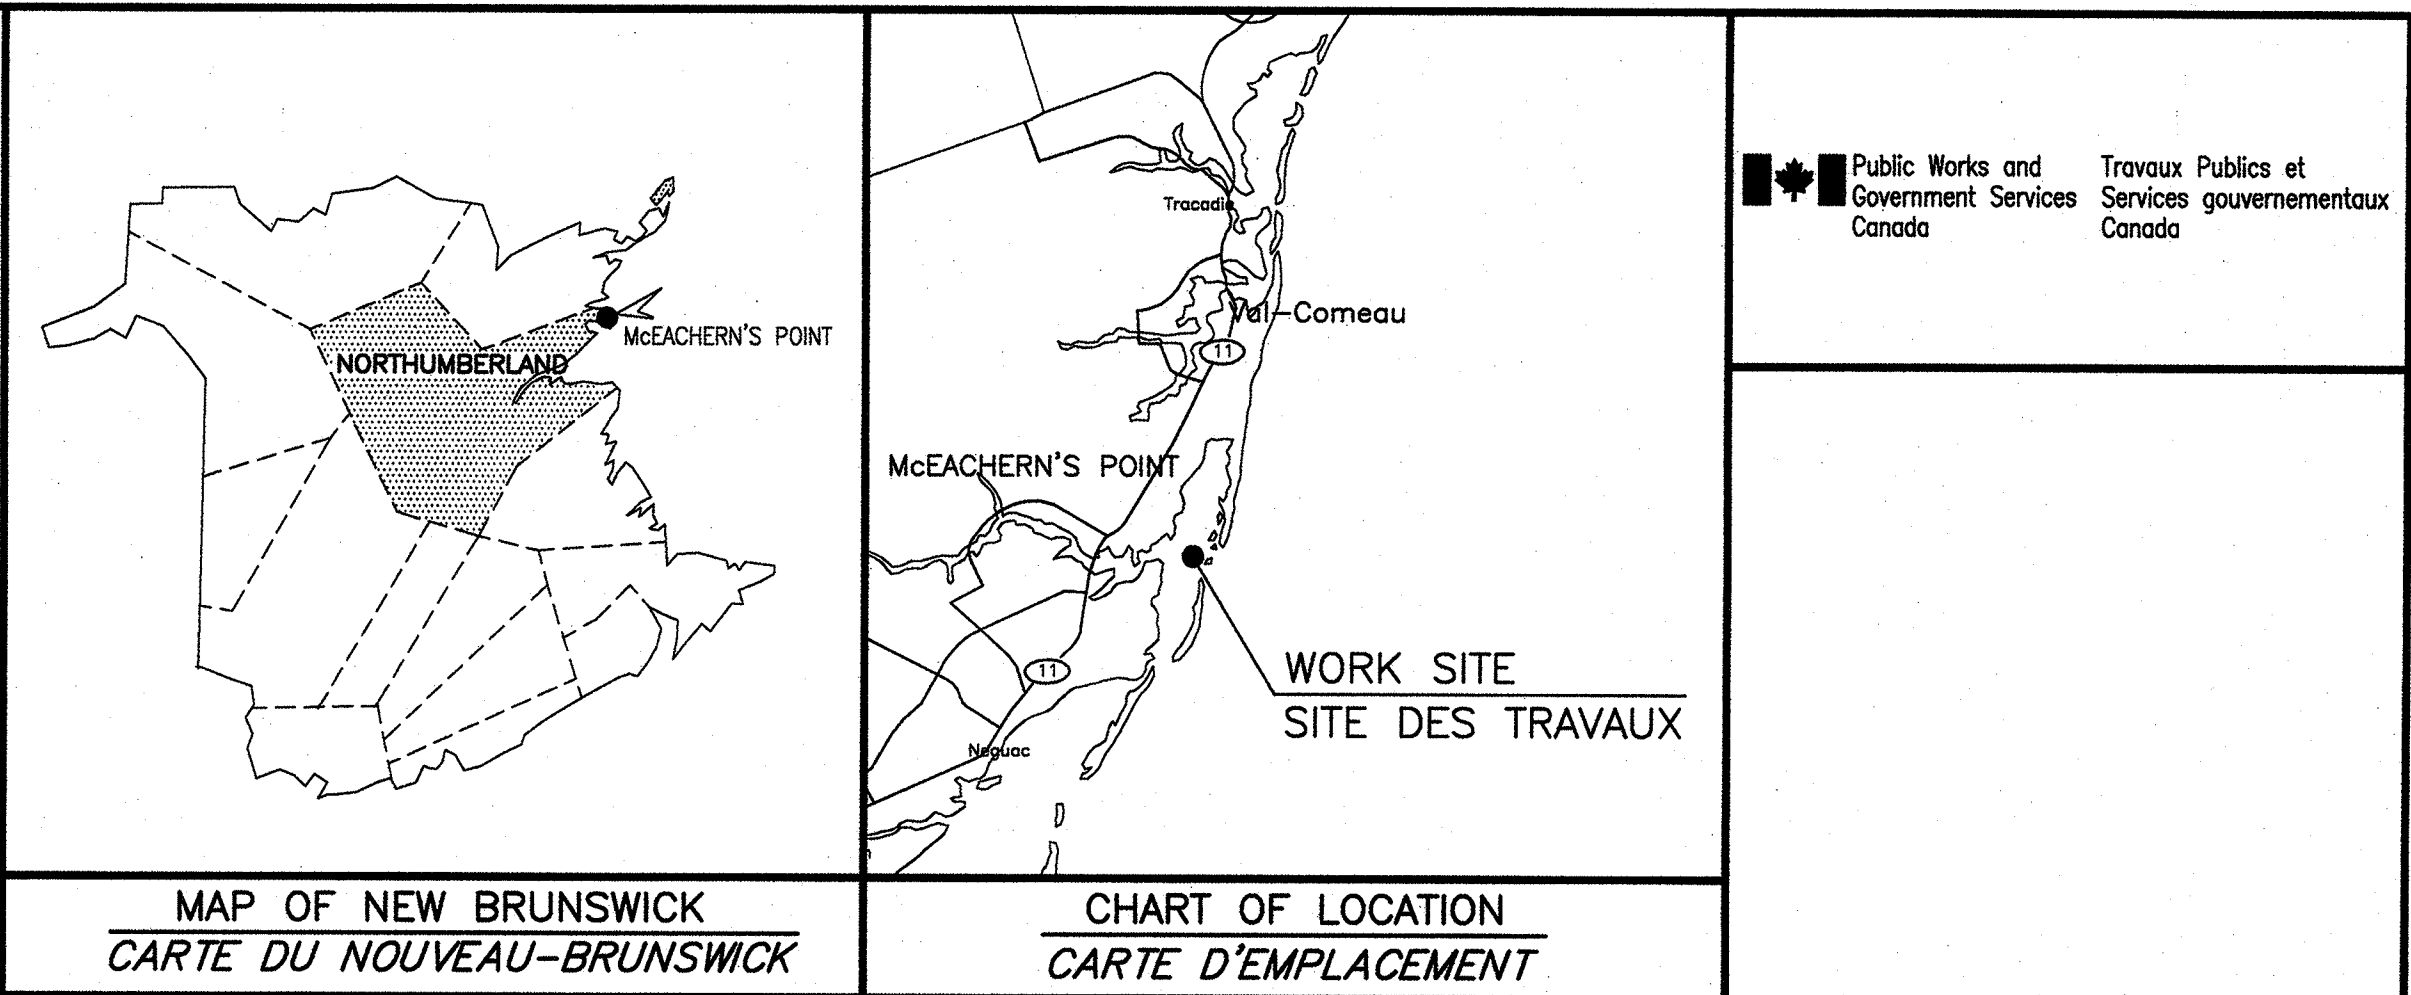 McEACHERN'S POINT
NORTHUMBERLAND
MAP OF NEW BRUNSWICK
CARTE DU NOUVEAU-BRUNSWICK
Tracadie
Val-Comeau
11
McEACHERN'S POINT
WORK SITE
SITE DES TRAVAUX
11
Neguac
CHART OF LOCATION
CARTE D'EMPLACEMENT
Public Works and
Government Services
Canada
Travaux Publics et
Services gouvernementaux
Canada